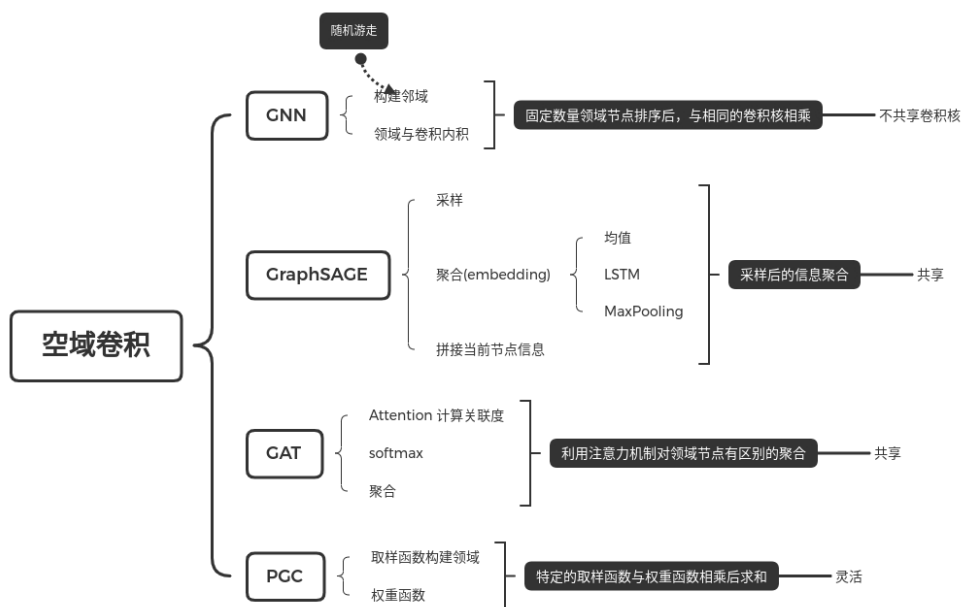 随机游走
GNN
构建邻域
领域与卷积内积
固定数量领域节点排序后，与相同的卷积核相乘
不共享卷积核
空域卷积
GraphSAGE
采样
聚合(embedding)
均值
LSTM
MaxPooling
拼接当前节点信息
采样后的信息聚合
共享
GAT
Attention 计算关联度
softmax
聚合
利用注意力机制对领域节点有区别的聚合
共享
PGC
取样函数构建领域
权重函数
特定的取样函数与权重函数相乘后求和
灵活